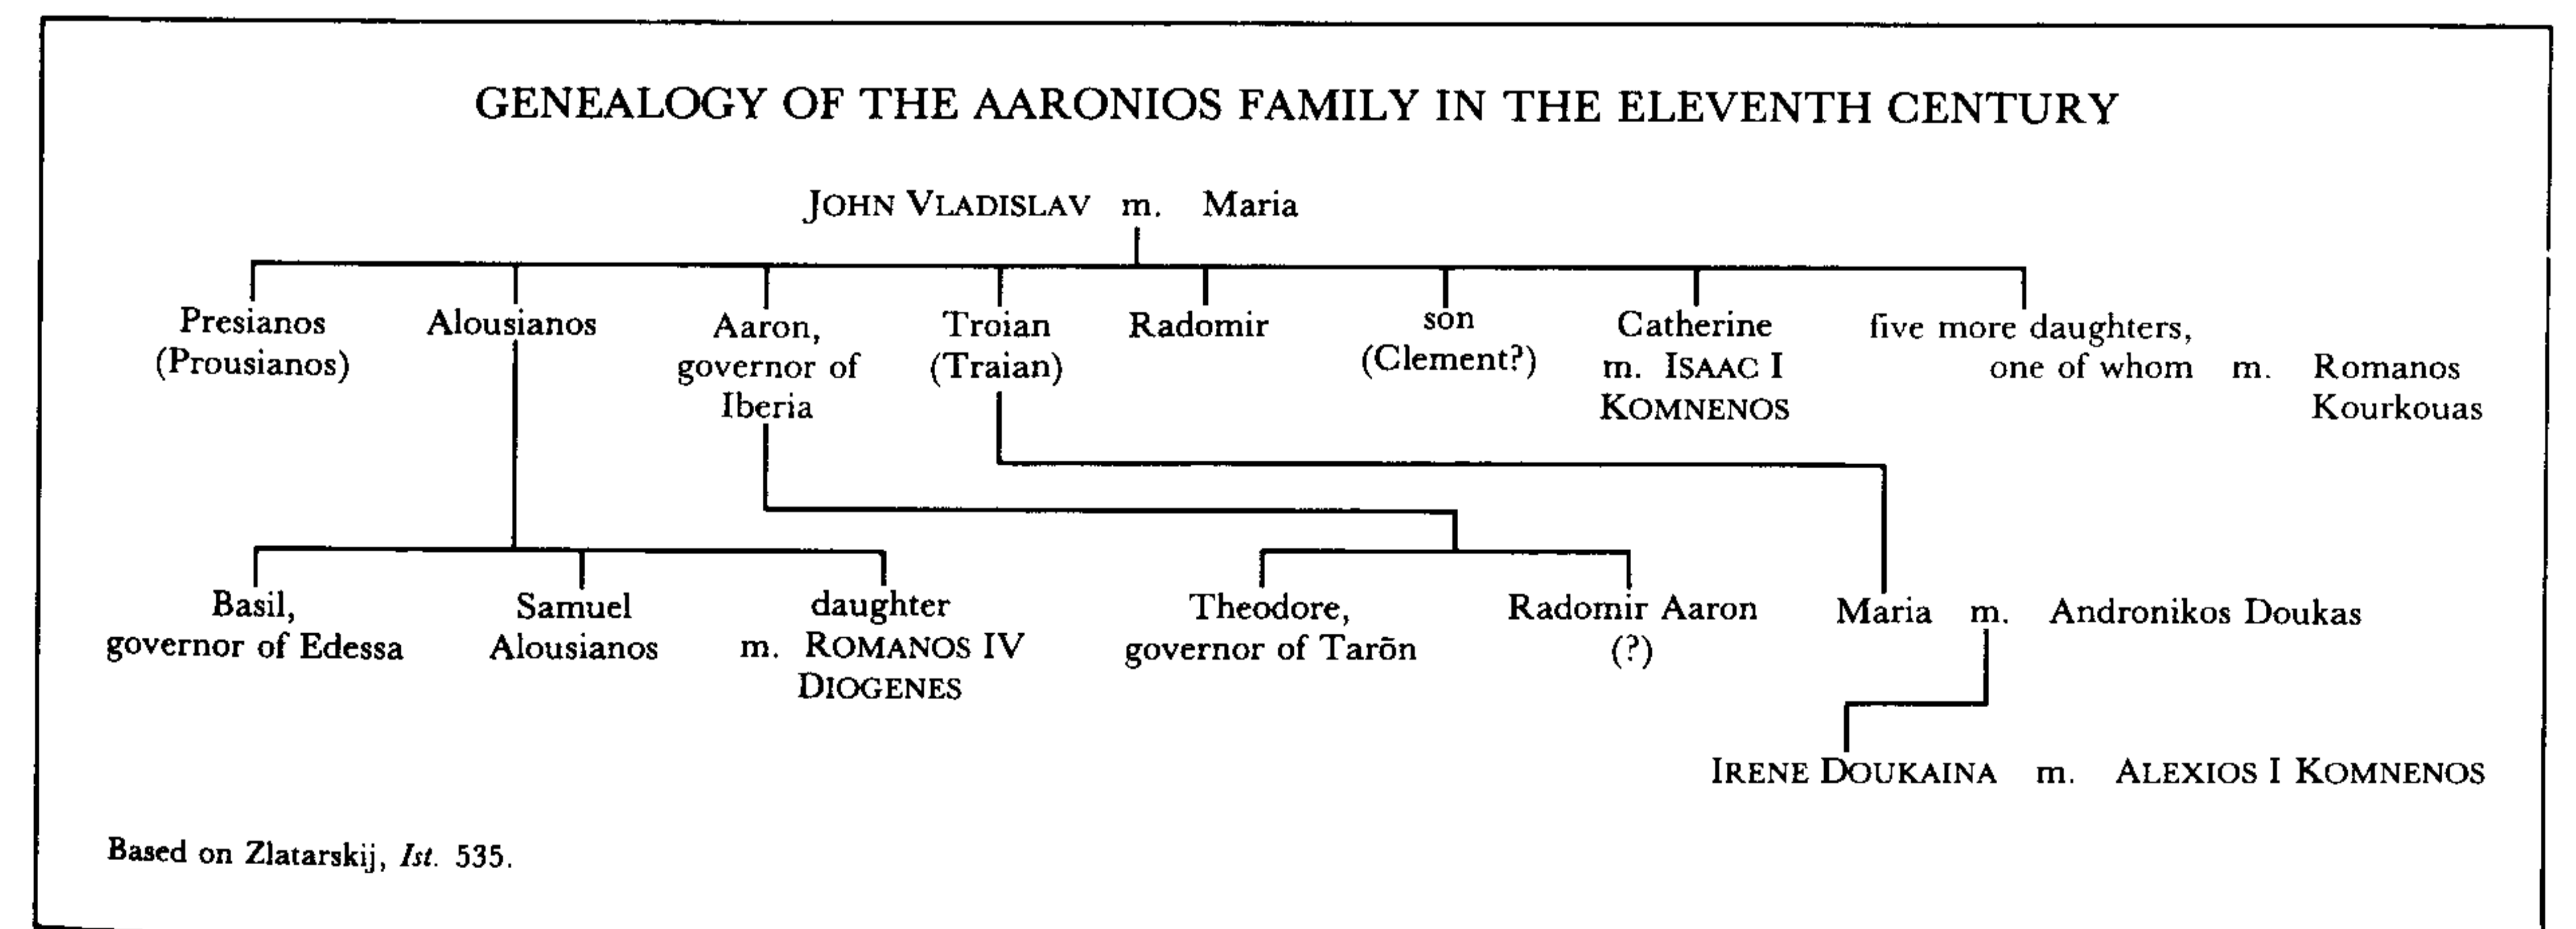 GENEALOGY OF THE AARONIOS FAMILY IN THE ELEVENTH CENTURY
JOHN VLADISLAV m. Maria
Presianos
(Prousianos)
Alousianos
Aaron,
governor of
Iberia
Troian
(Traian)
Radomir
son
(Clement?)
Catherine
m. ISAAC I
KOMNENOS
five more daughters,
one of whom m. Romanos
Kourkouas
Basil,
governor of Edessa
Samuel
Alousianos
daughter
m. ROMANOS IV
DIOGENES
Theodore,
governor of Tarōn
Radomir Aaron
(?)
Maria m. Andronikos Doukas
IRENE DOUKAINA m. ALEXIOS I KOMNENOS
Based on Zlatarskij, Ist. 535.